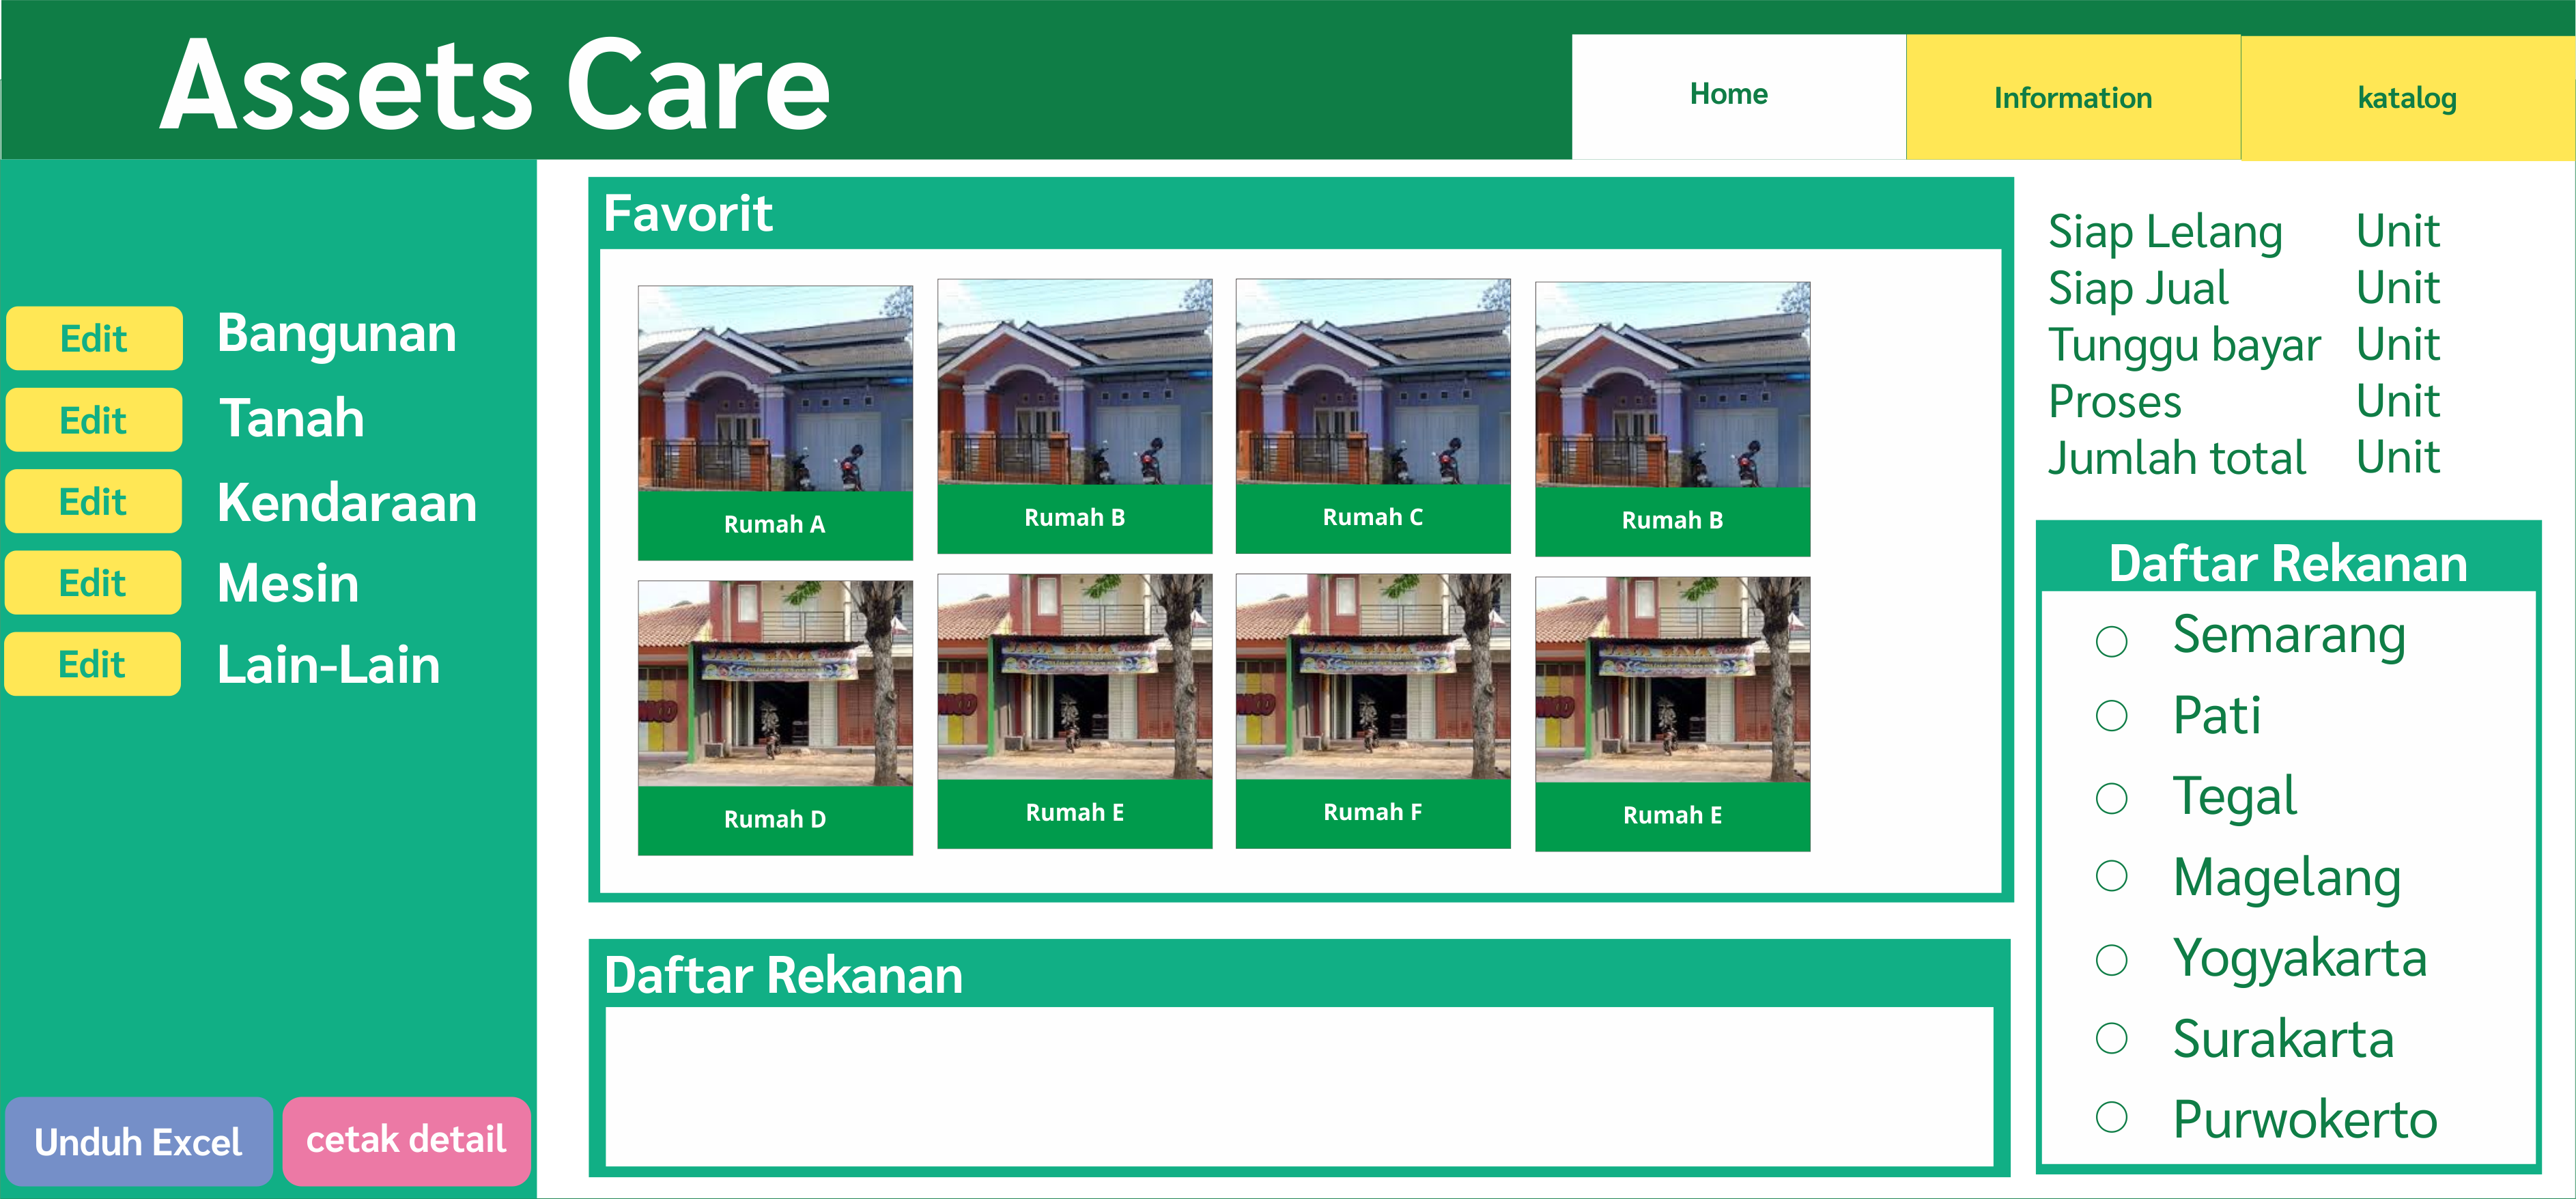 Assets Care
Home
Information
katalog
Edit Bangunan
Edit Tanah
Edit Kendaraan
Edit Mesin
Edit Lain-Lain
Unduh Excel
cetak detail
Favorit
Rumah A
Rumah B
Rumah C
Rumah B
Rumah D
Rumah E
Rumah F
Rumah E
Daftar Rekanan
Siap Lelang Unit
Siap Jual Unit
Tunggu bayar Unit
Proses Unit
Jumlah total Unit
Daftar Rekanan
Semarang
Pati
Tegal
Magelang
Yogyakarta
Surakarta
Purwokerto